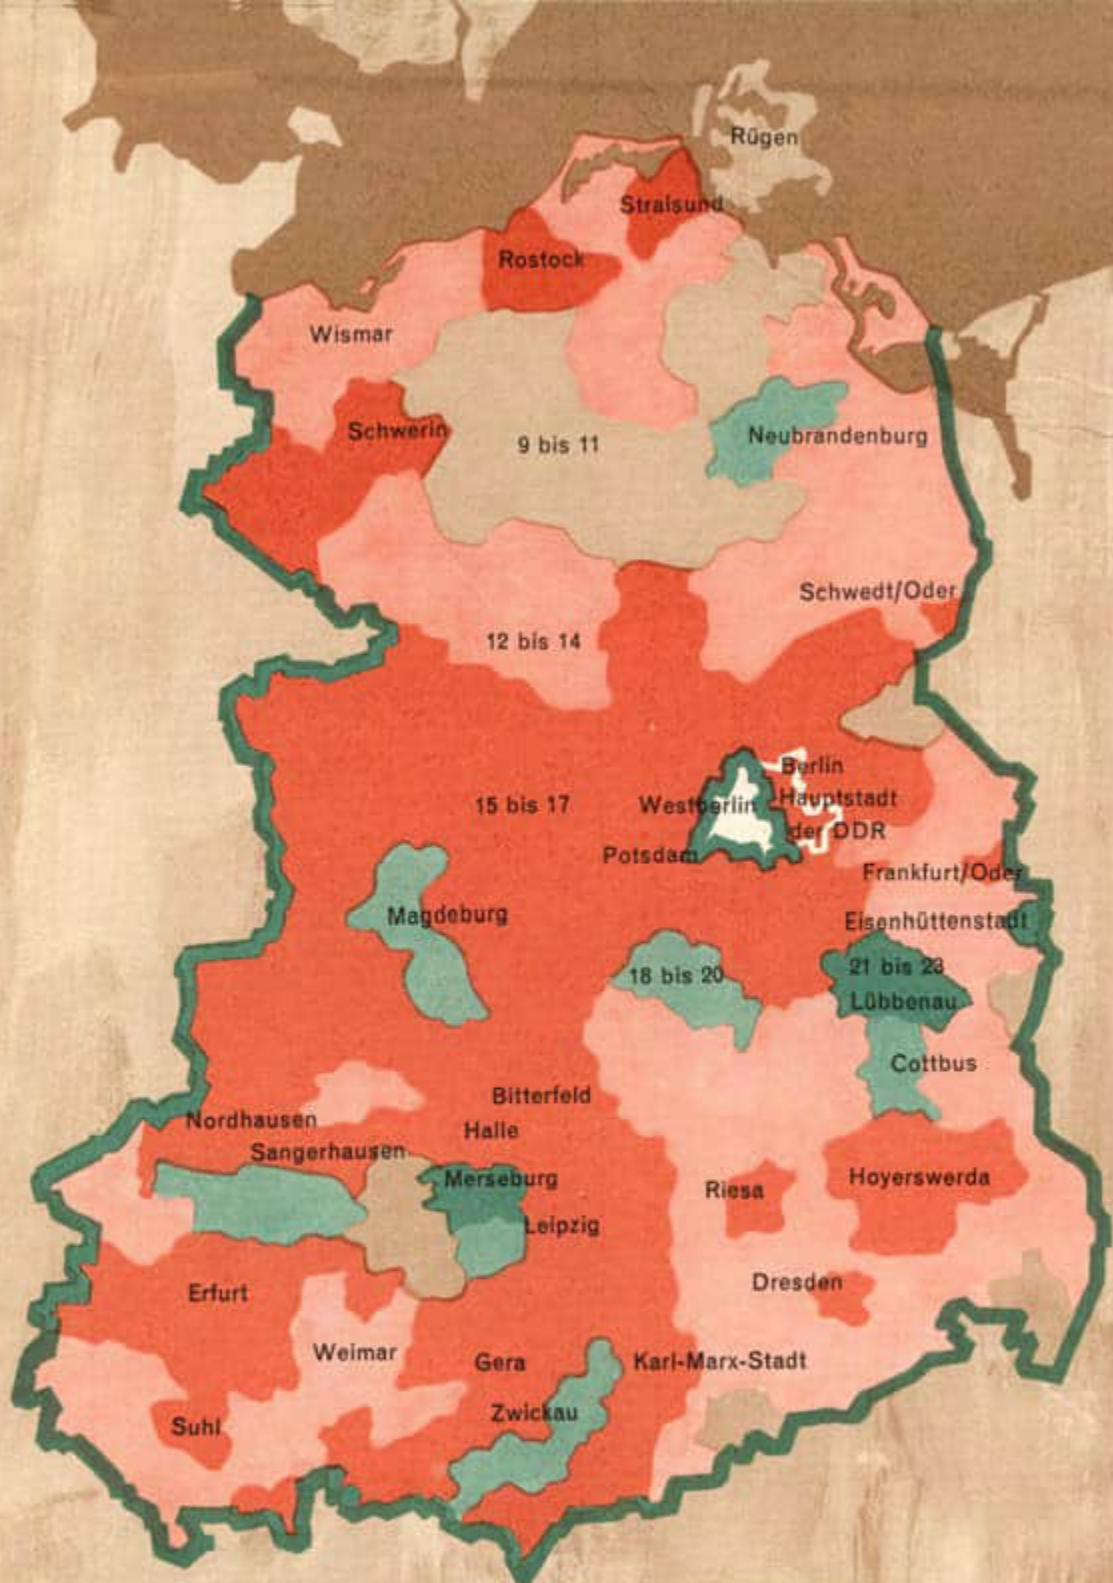 Rügen
Stralsund
Rostock
Wismar
Schwerin
9 bis 11
Neubrandenburg
Schwedt/Oder
12 bis 14
Berlin
Hauptstadt
der DDR
Westberlin
15 bis 17
Potsdam
Frankfurt/Oder
Magdeburg
Eisenhüttenstadt
18 bis 20
21 bis 23
Lübbenau
Cottbus
Bitterfeld
Nordhausen
Halle
Sangerhausen
Merseburg
Riesa
Hoyerswerda
Leipzig
Erfurt
Dresden
Weimar
Gera
Karl-Marx-Stadt
Zwickau
Suhl